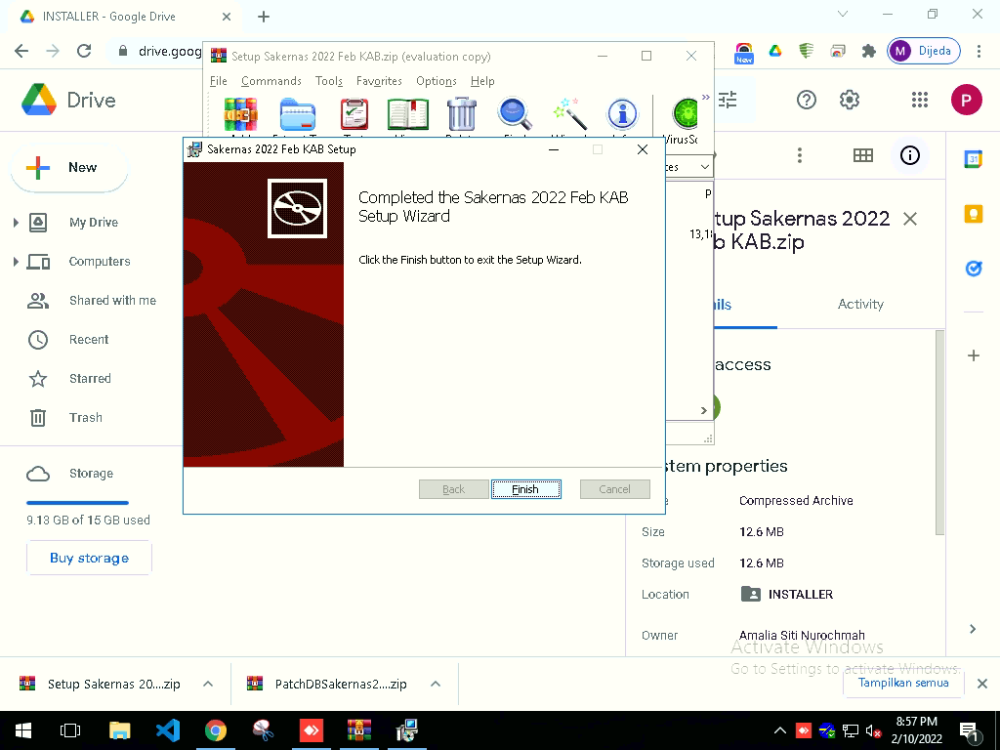 INSTALLER - Google Drive
drive.goog
New
M Dijeda
Setup Sakernas 2022 Feb KAB.zip (evaluation copy)
File Commands Tools Favorites Options Help
Drive
P
Sakernas 2022 Feb KAB Setup
New
My Drive
Computers
Shared with me
Recent
Starred
Trash
Storage
9.13 GB of 15 GB used
Buy storage
Completed the Sakernas 2022 Feb KAB
Setup Wizard
Click the Finish button to exit the Setup Wizard.
Back Finish Cancel
ces
P
13,1
tup Sakernas 2022
b KAB.zip
ils Activity
access
stem properties
Compressed Archive
Size 12.6 MB
Storage used 12.6 MB
Location INSTALLER
Owner Amalia Siti Nurochmah
31
Activate Windows
Go to Settings to activate Windows.
Setup Sakernas 20....zip
PatchDBSakernas2....zip
Tampilkan semua
8:57 PM
2/10/2022
1